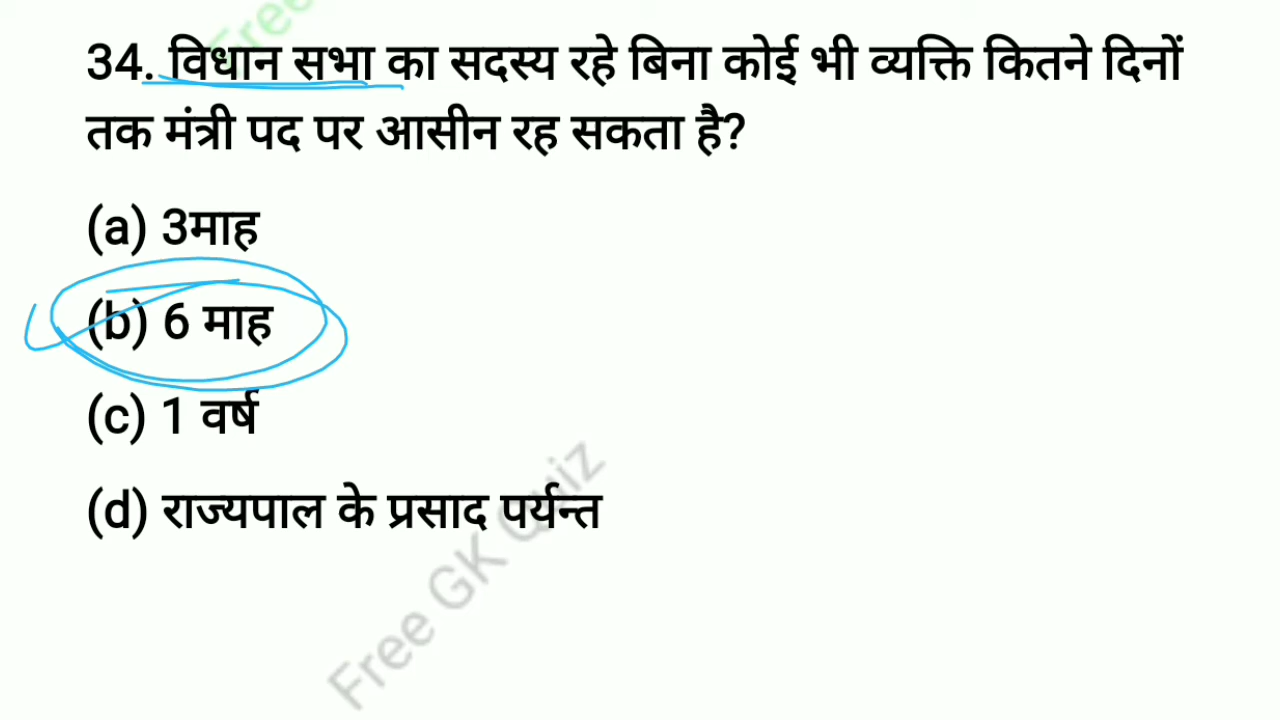 Free
34. विधान सभा का सदस्य रहे बिना कोई भी व्यक्ति कितने दिनों
तक मंत्री पद पर आसीन रह सकता है?
(a) 3माह
(b) 6 माह
(c) 1 वर्ष
(d) राज्यपाल के प्रसाद पर्यन्त
Free GK Quiz